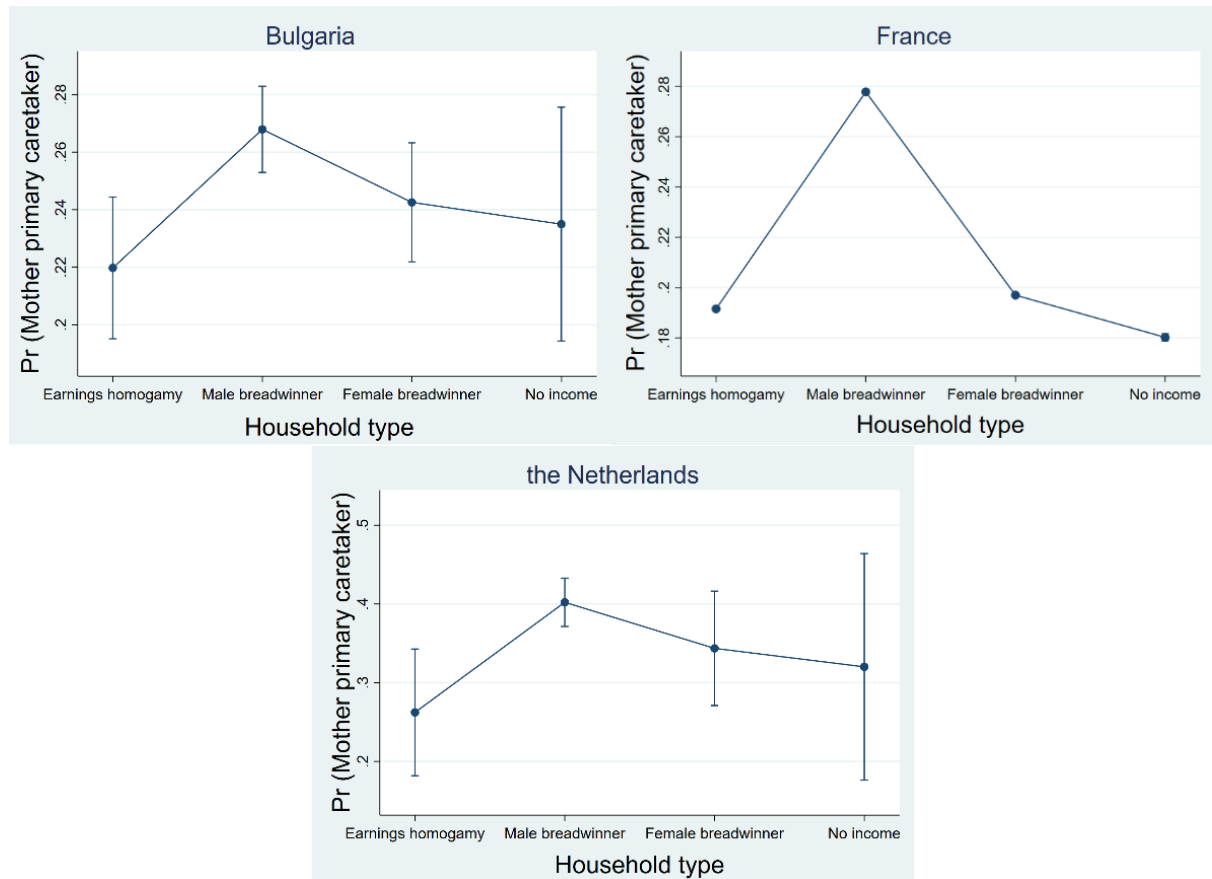 Bulgaria
Pr (Mother primary caretaker)
.28
.26
.24
.22
.2
Earnings homogamy Male breadwinner Female breadwinner No income
Household type
France
Pr (Mother primary caretaker)
.28
.26
.24
.22
.2
.18
Earnings homogamy Male breadwinner Female breadwinner No income
Household type
the Netherlands
Pr (Mother primary caretaker)
.5
.4
.3
.2
Earnings homogamy Male breadwinner Female breadwinner No income
Household type